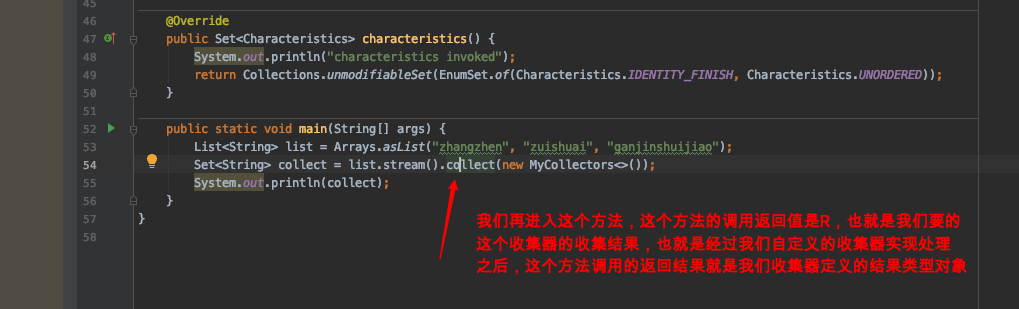 45
46 @Override
47 public Set<Characteristics> characteristics() {
48 System.out.println("characteristics invoked");
49 return Collections.unmodifiableSet(EnumSet.of(Characteristics.IDENTITY_FINISH, Characteristics.UNORDERED));
50 }
51
52 public static void main(String[] args) {
53 List<String> list = Arrays.asList("zhangzhen", "zuishuai", "ganjinshuijiao");
54 Set<String> collect = list.stream().collect(new MyCollectors<>());
55 System.out.println(collect);
56 }
57 }
58
我们再进入这个方法，这个方法的调用返回值是R，也就是我们要的
这个收集器的收集结果，也就是经过我们自定义的收集器实现处理
之后，这个方法调用的返回结果就是我们收集器定义的结果类型对象